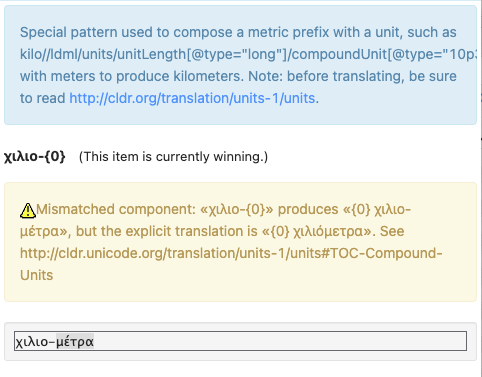 Special pattern used to compose a metric prefix with a unit, such as
kilo//ldml/units/unitLength[@type="long"]/compoundUnit[@type="10p3
with meters to produce kilometers. Note: before translating, be sure
to read http://cldr.org/translation/units-1/units.
χιλιο-{0} (This item is currently winning.)
Mismatched component: «χιλιο-{0}» produces «{0} χιλιο-
μέτρα», but the explicit translation is «{0} χιλιόμετρα». See
http://cldr.unicode.org/translation/units-1/units#TOC-Compound-
Units
χιλιο-μέτρα